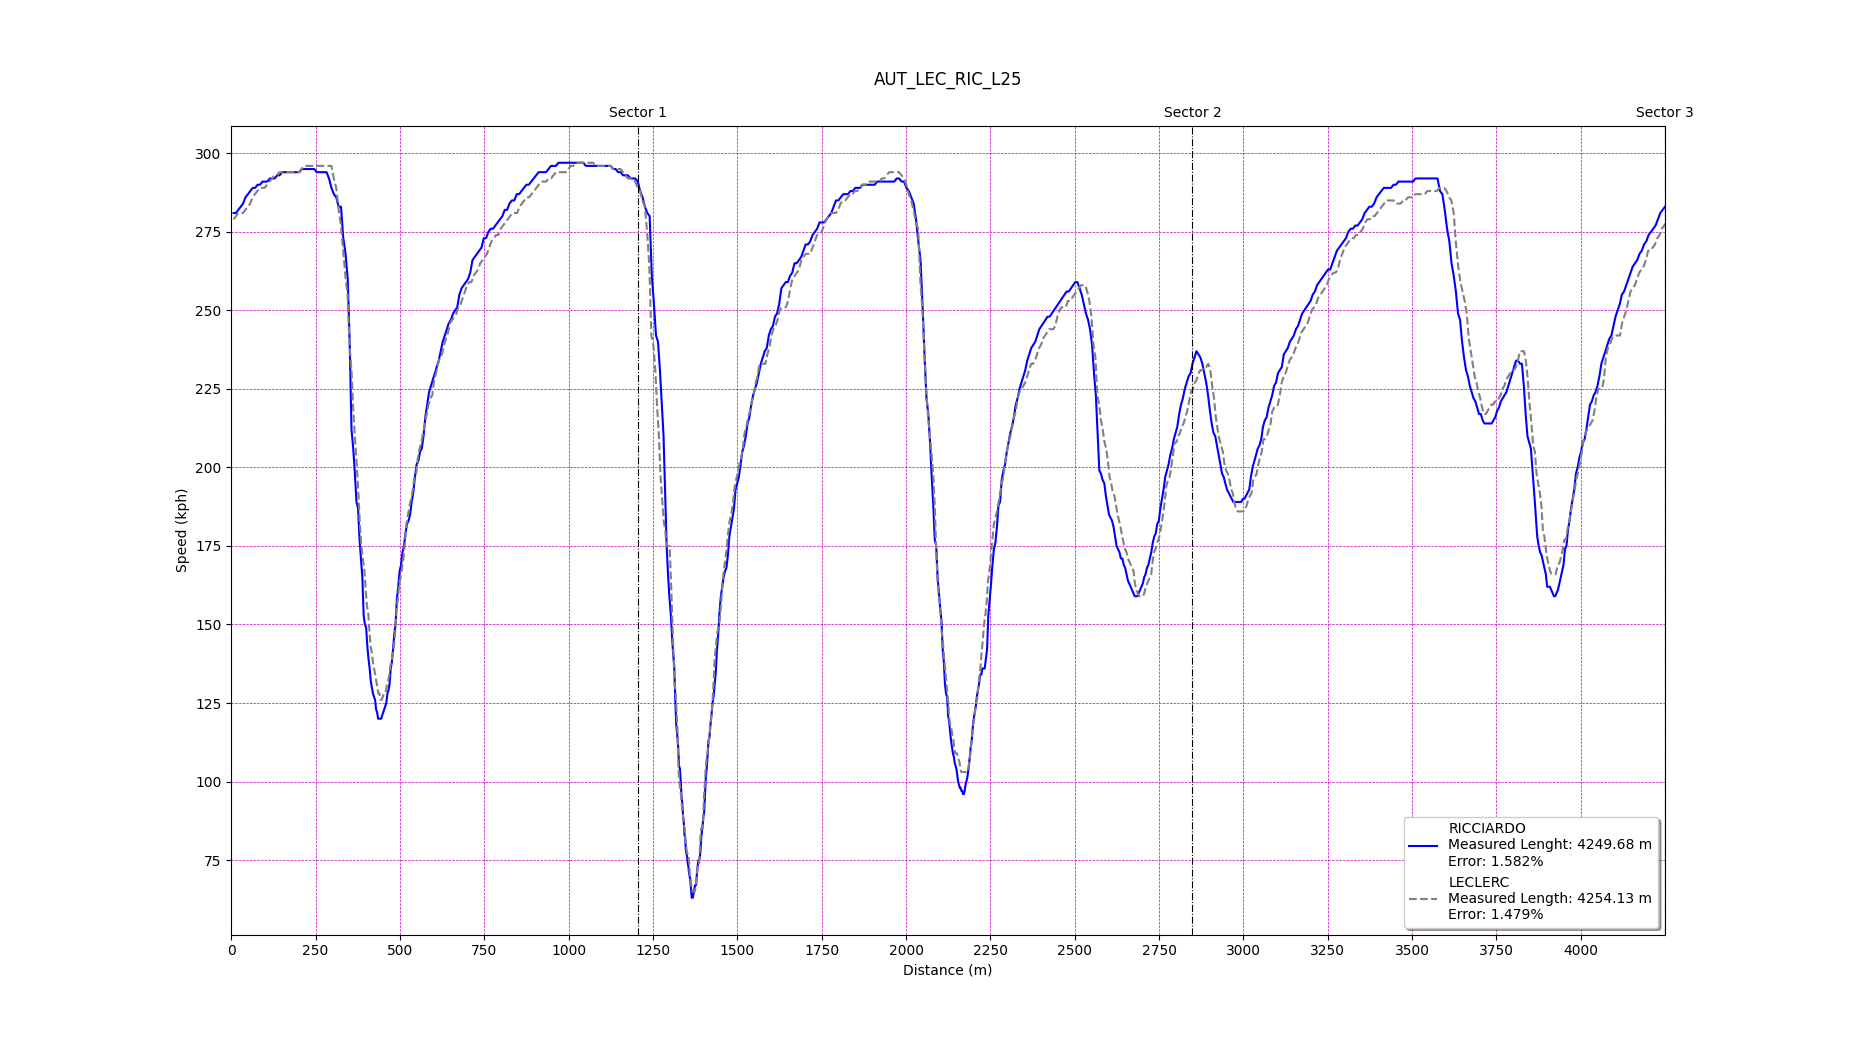 AUT_LEC_RIC_L25
Sector 1
Sector 2
Sector 3
300
275
250
225
200
175
150
125
100
75
Speed (kph)
0
250
500
750
1000
1250
1500
1750
2000
2250
2500
2750
3000
3250
3500
3750
4000
Distance (m)
RICCIARDO
Measured Lenght: 4249.68 m
Error: 1.582%
LECLERC
Measured Length: 4254.13 m
Error: 1.479%